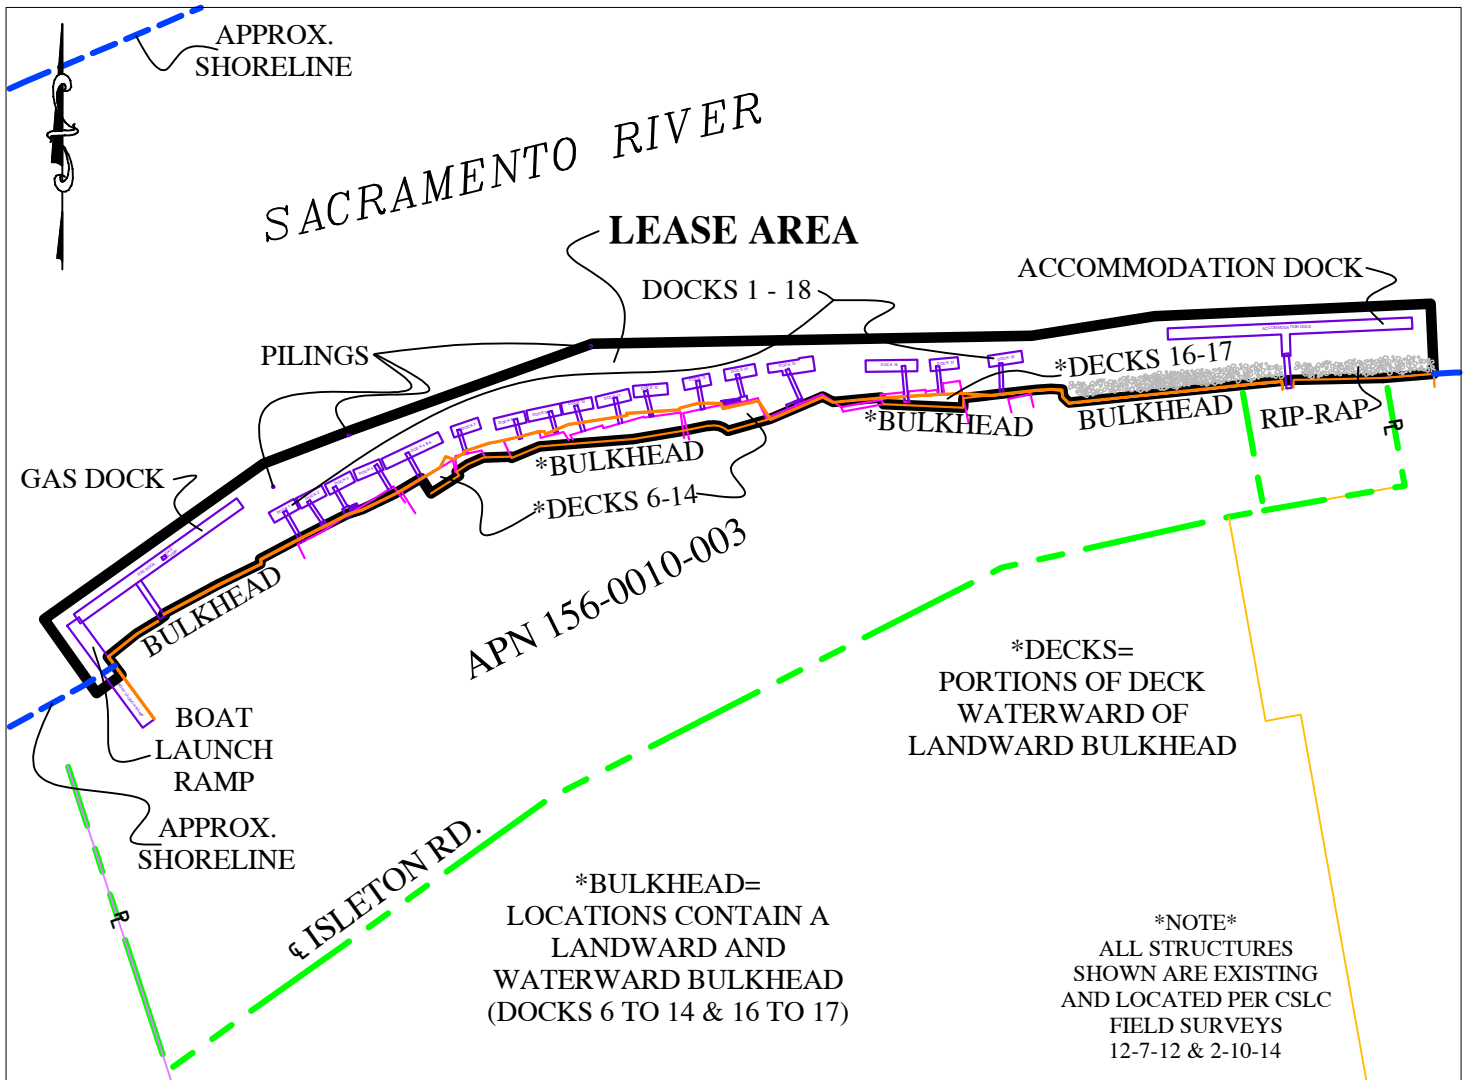 APPROX.
SHORELINE
SACRAMENTO RIVER
LEASE AREA
DOCKS 1 - 18
ACCOMMODATION DOCK
PILINGS
ACCOMMODATION DOCK
*DECKS 16-17
GAS DOCK
*BULKHEAD
BULKHEAD
RIP-RAP
PL
*BULKHEAD
*DECKS 6-14
APN 156-0010-003
BULKHEAD
*DECKS=
PORTIONS OF DECK
WATERWARD OF
LANDWARD BULKHEAD
BOAT
LAUNCH
RAMP
APPROX.
SHORELINE
PL
℄ ISLETON RD.
*BULKHEAD=
LOCATIONS CONTAIN A
LANDWARD AND
WATERWARD BULKHEAD
(DOCKS 6 TO 14 & 16 TO 17)
*NOTE*
ALL STRUCTURES
SHOWN ARE EXISTING
AND LOCATED PER CSLC
FIELD SURVEYS
12-7-12 & 2-10-14